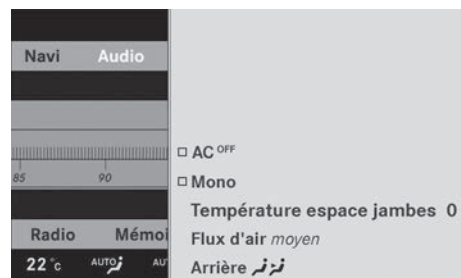 Navi Audio
85 90
Radio
22 °c AUTO AU
AC OFF
Mono
Température espace jambes 0
Flux d'air moyen
Arrière